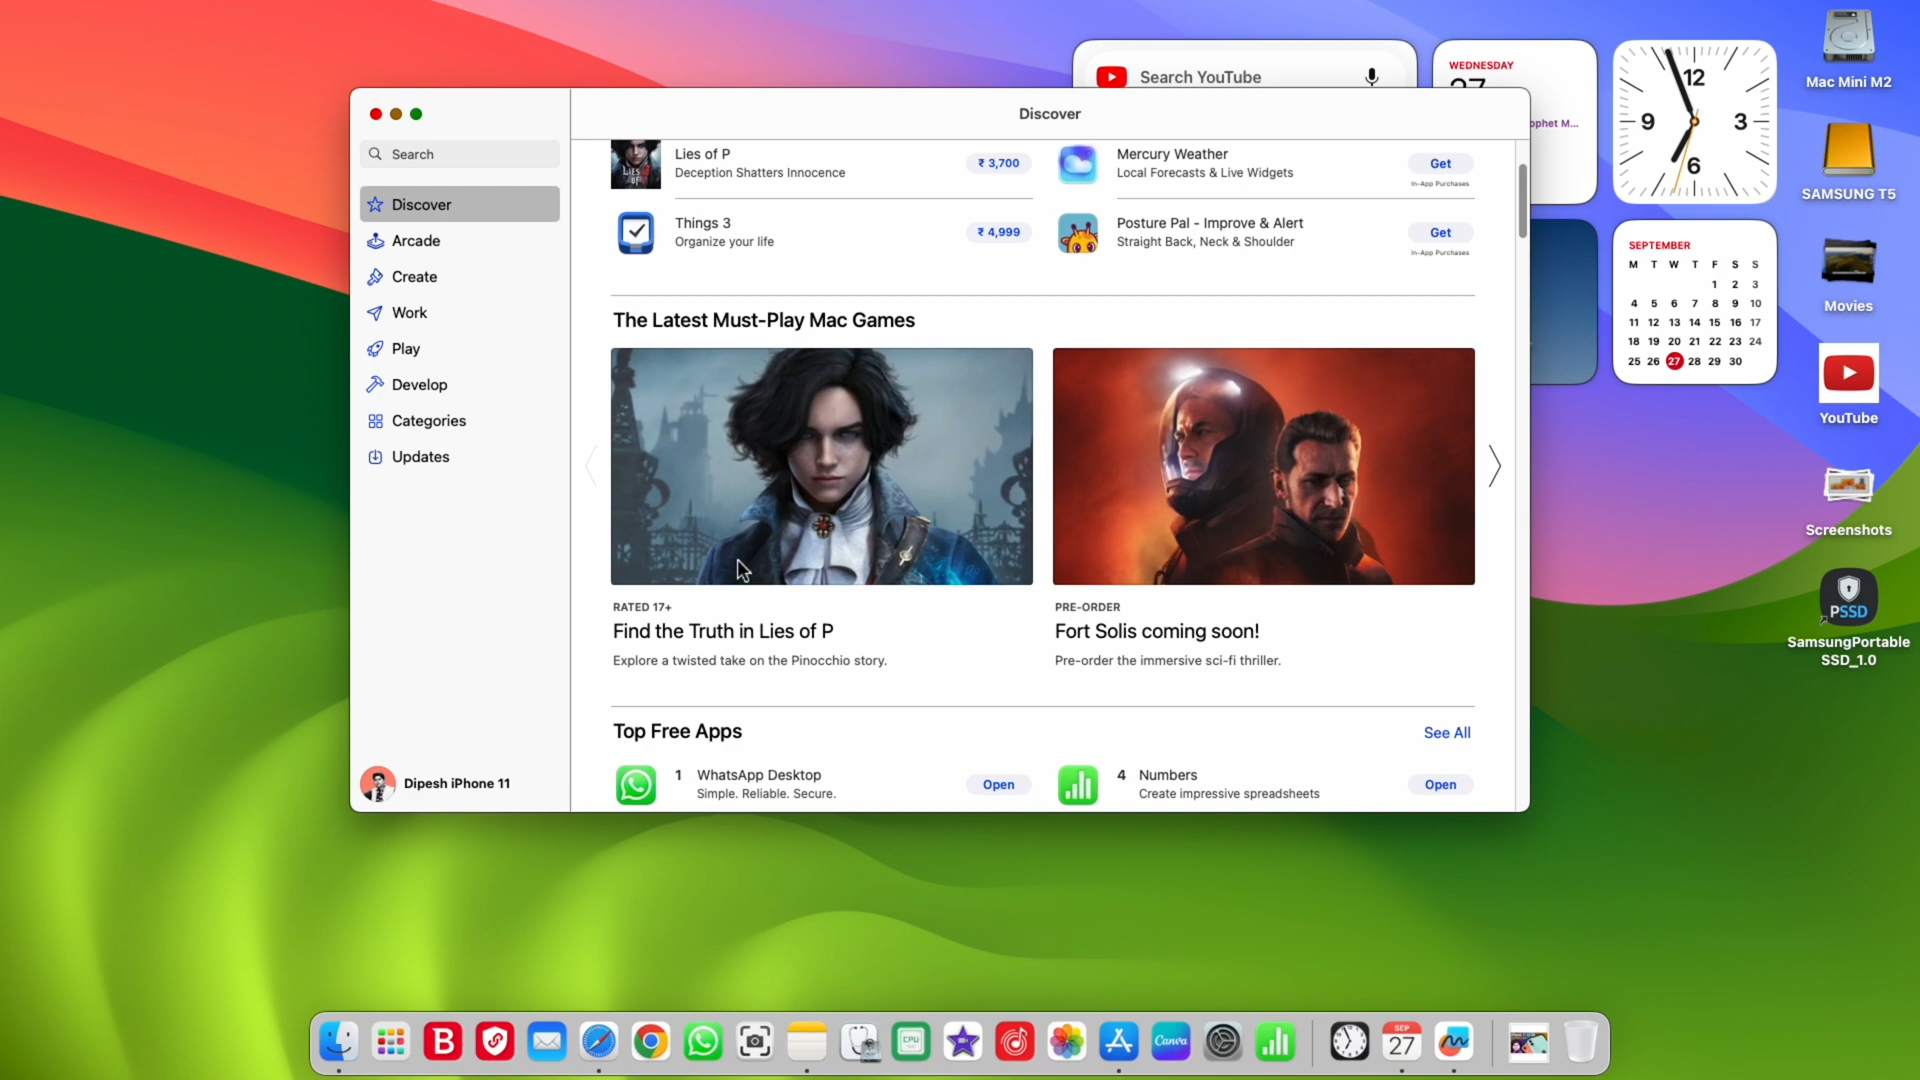 Search YouTube
WEDNESDAY
27
ophet M...
12
3
6
9
SEPTEMBER
M T W T F S S
1 2 3
4 5 6 7 8 9 10
11 12 13 14 15 16 17
18 19 20 21 22 23 24
25 26 27 28 29 30
Mac Mini M2
SAMSUNG T5
Movies
YouTube
Screenshots
PSSD
SamsungPortable
SSD_1.0
Discover
Search
Discover
Arcade
Create
Work
Play
Develop
Categories
Updates
Dipesh iPhone 11
LIES OF
Lies of P
Deception Shatters Innocence
₹ 3,700
Mercury Weather
Local Forecasts & Live Widgets
Get
In-App Purchases
Things 3
Organize your life
₹ 4,999
Posture Pal - Improve & Alert
Straight Back, Neck & Shoulder
Get
In-App Purchases
The Latest Must-Play Mac Games
RATED 17+
Find the Truth in Lies of P
Explore a twisted take on the Pinocchio story.
PRE-ORDER
Fort Solis coming soon!
Pre-order the immersive sci-fi thriller.
Top Free Apps
See All
1 WhatsApp Desktop
Simple. Reliable. Secure.
Open
4 Numbers
Create impressive spreadsheets
Open
B
CPU
Canva
SEP
27